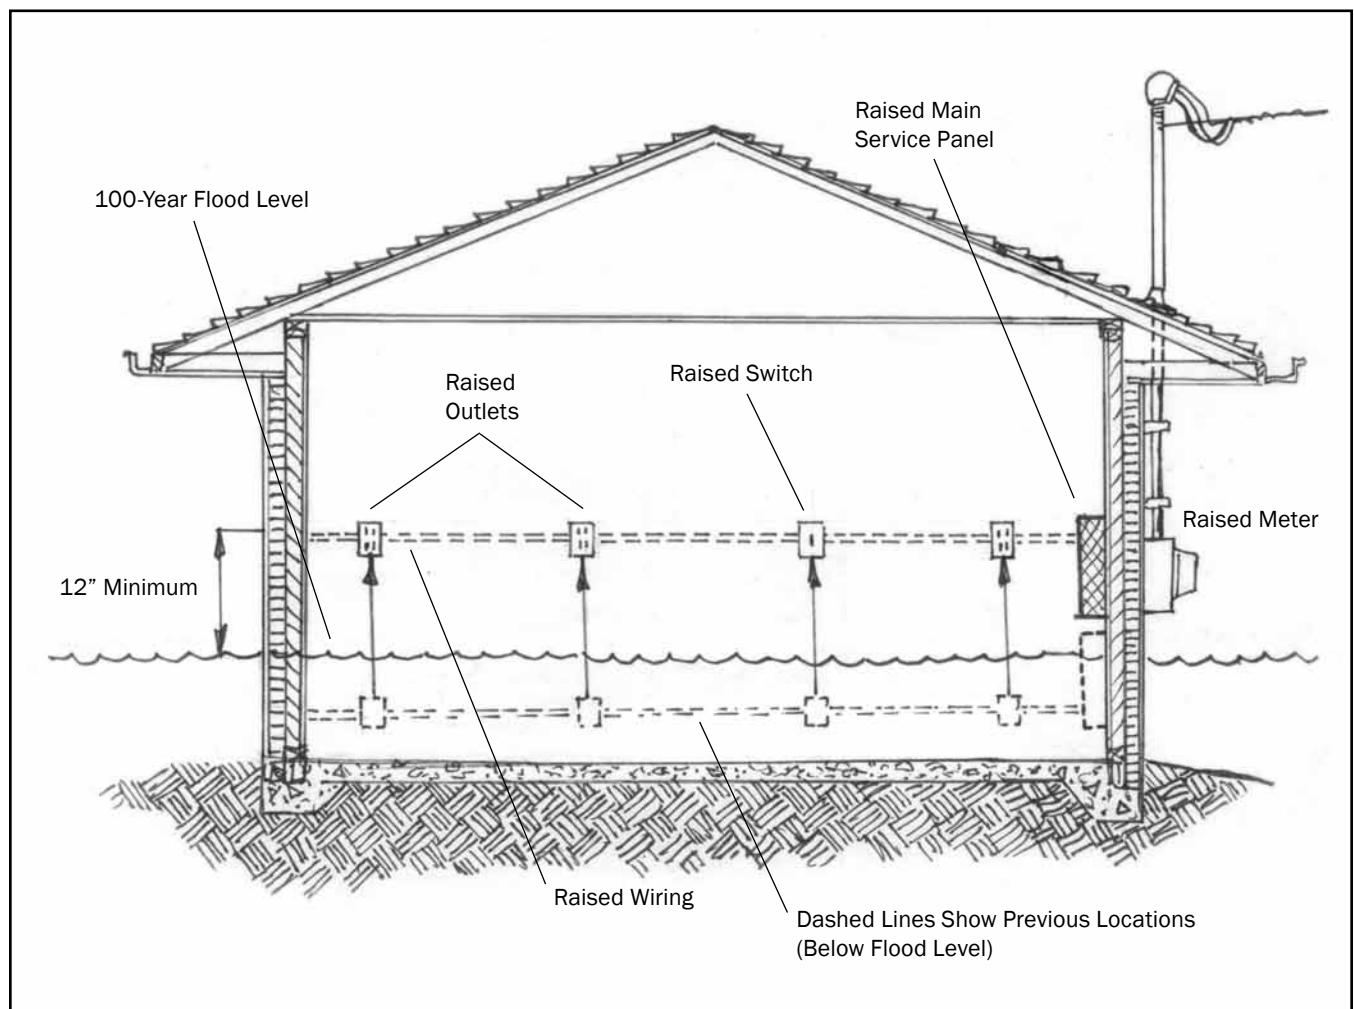 Raised Main
Service Panel
100-Year Flood Level
Raised
Outlets
Raised Switch
Raised Meter
12” Minimum
Raised Wiring
Dashed Lines Show Previous Locations
(Below Flood Level)